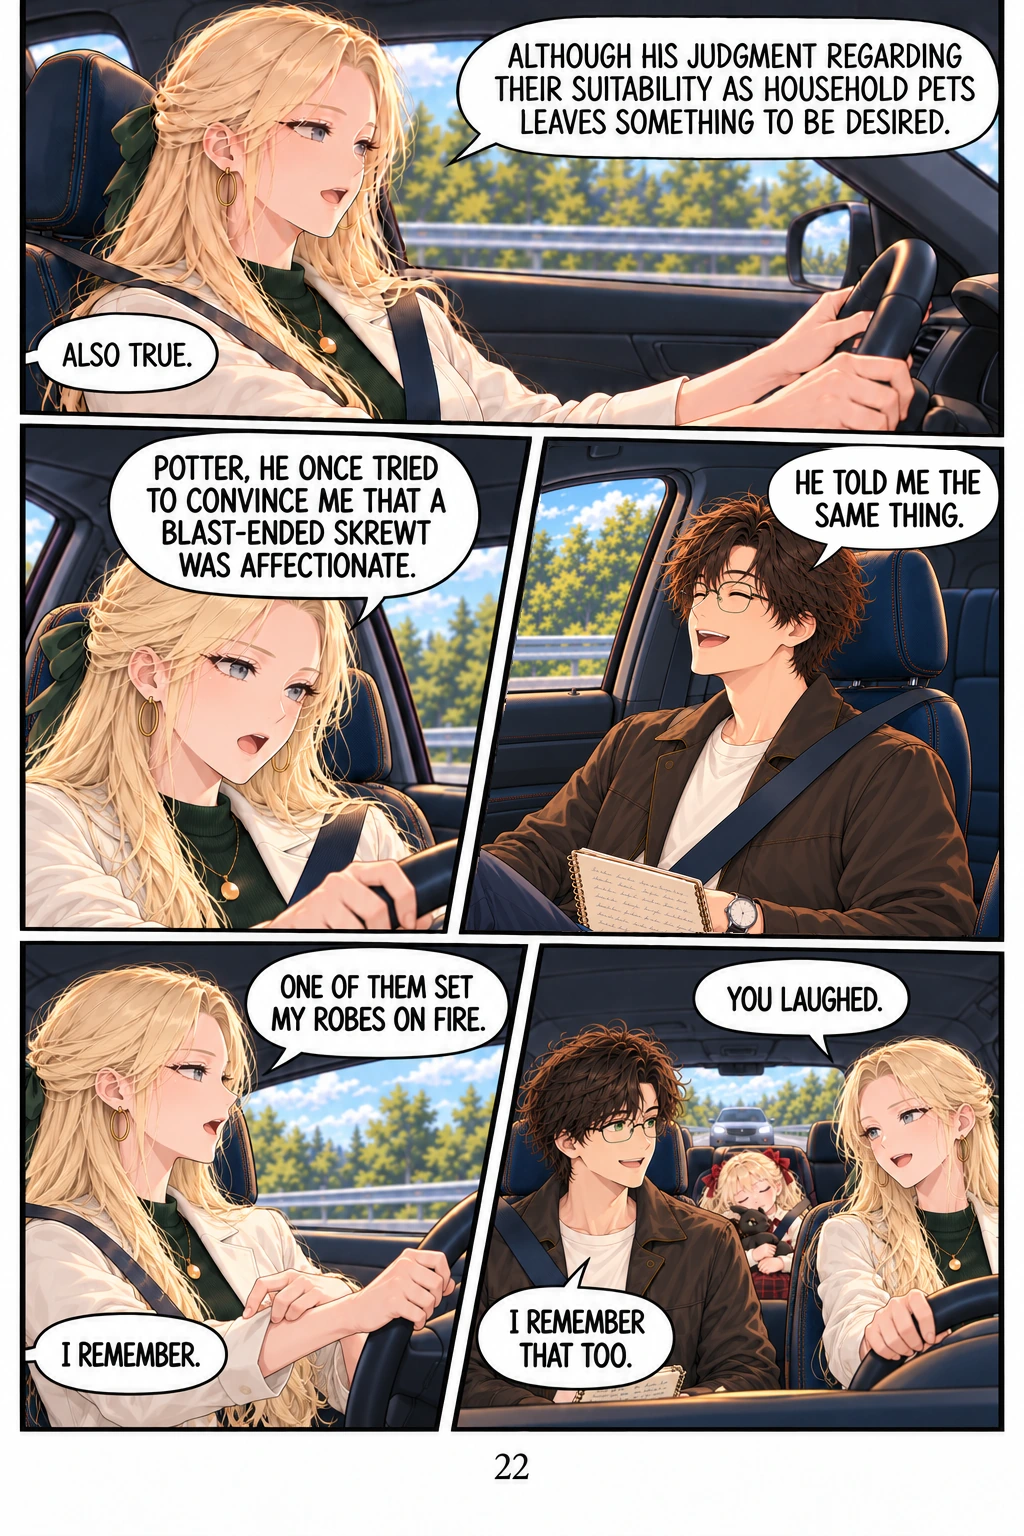 ALTHOUGH HIS JUDGMENT REGARDING
THEIR SUITABILITY AS HOUSEHOLD PETS
LEAVES SOMETHING TO BE DESIRED.
ALSO TRUE.
POTTER, HE ONCE TRIED
TO CONVINCE ME THAT A
BLAST-ENDED SKREWT
WAS AFFECTIONATE.
HE TOLD ME THE
SAME THING.
ONE OF THEM SET
MY ROBES ON FIRE.
I REMEMBER.
YOU LAUGHED.
I REMEMBER
THAT TOO.
22